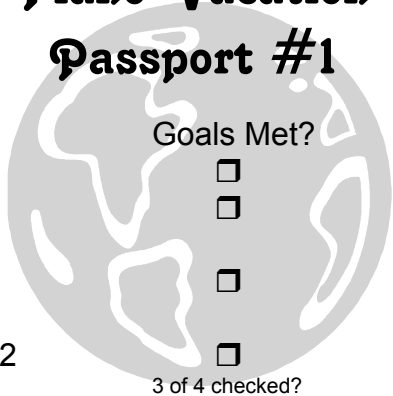 Passport #1
Goals Met?
❒
❒
❒
2 ❒
3 of 4 checked?